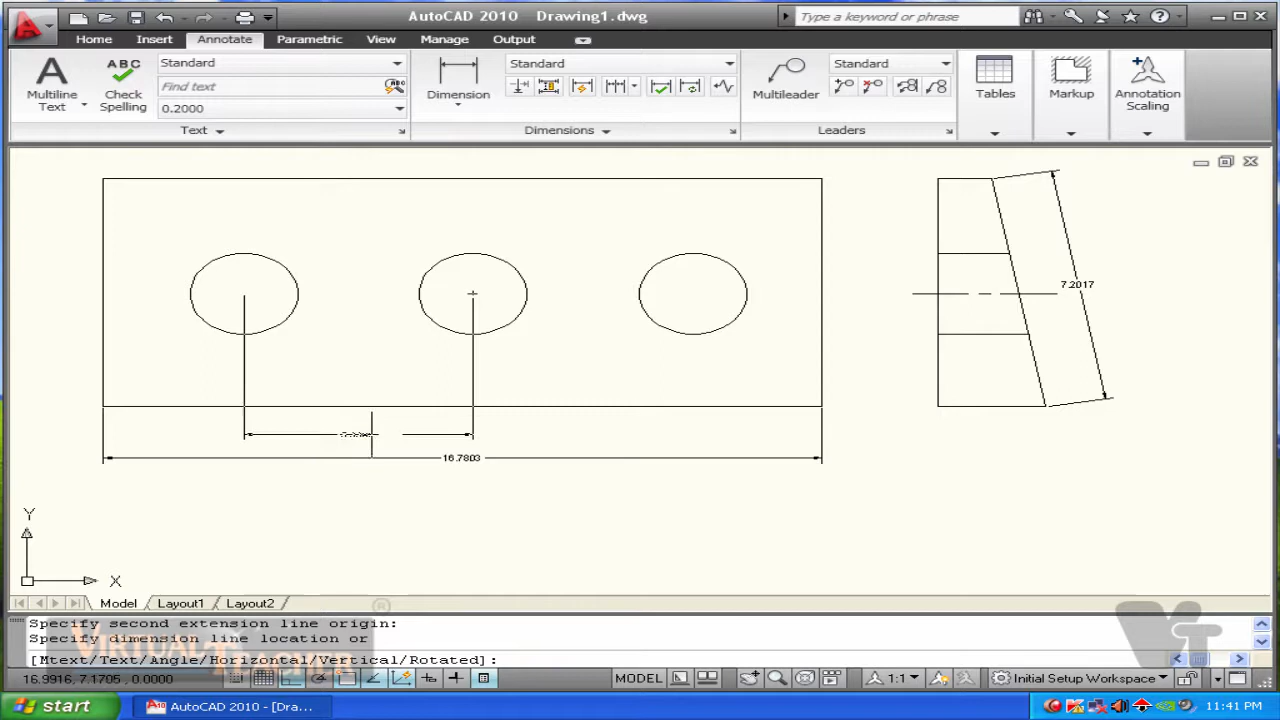 AutoCAD 2010 Drawing1.dwg
Type a keyword or phrase
Home Insert Annotate Parametric View Manage Output
Multiline
Text
ABC
Check
Spelling
Standard
Find text
0.2000
Text
Dimension
Standard
Dimensions
Multileader
Standard
Leaders
Tables
Markup
Annotation
Scaling
7.2017
16.7803
Y
X
Model Layout1 Layout2
Specify second extension line origin:
Specify dimension line location or
[Mtext/Text/Angle/Horizontal/Vertical/Rotated]:
VIRTUAL-TEACHER
VT
16.9916, 7.1705, 0.0000
MODEL
1:1
Initial Setup Workspace
start
AutoCAD 2010 - [Dra...
11:41 PM